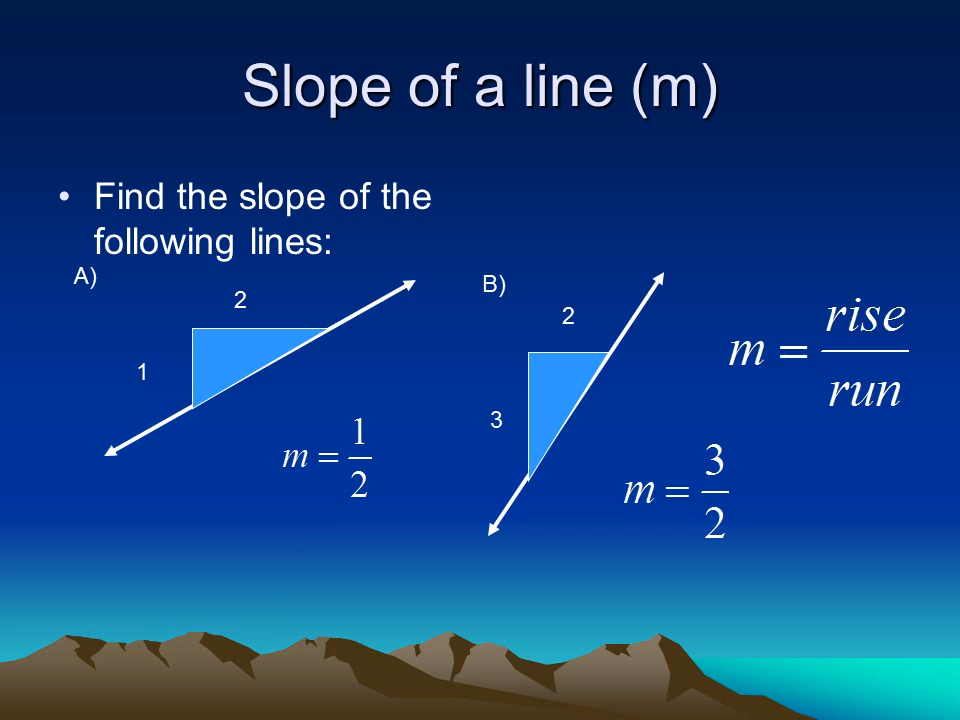 Slope of a line (m)
• Find the slope of the
following lines:
A)
2
1
m = 1/2
B)
2
3
m = 3/2
m = rise/run